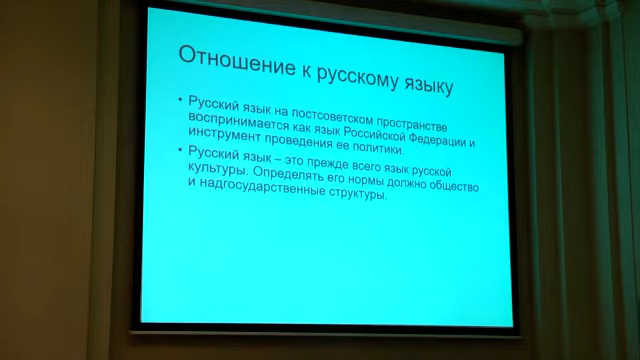 Отношение к русскому языку
• Русский язык на постсоветском пространстве
воспринимается как язык Российской Федерации и
инструмент проведения ее политики.
• Русский язык – это прежде всего язык русской
культуры. Определять его нормы должно общество
и надгосударственные структуры.